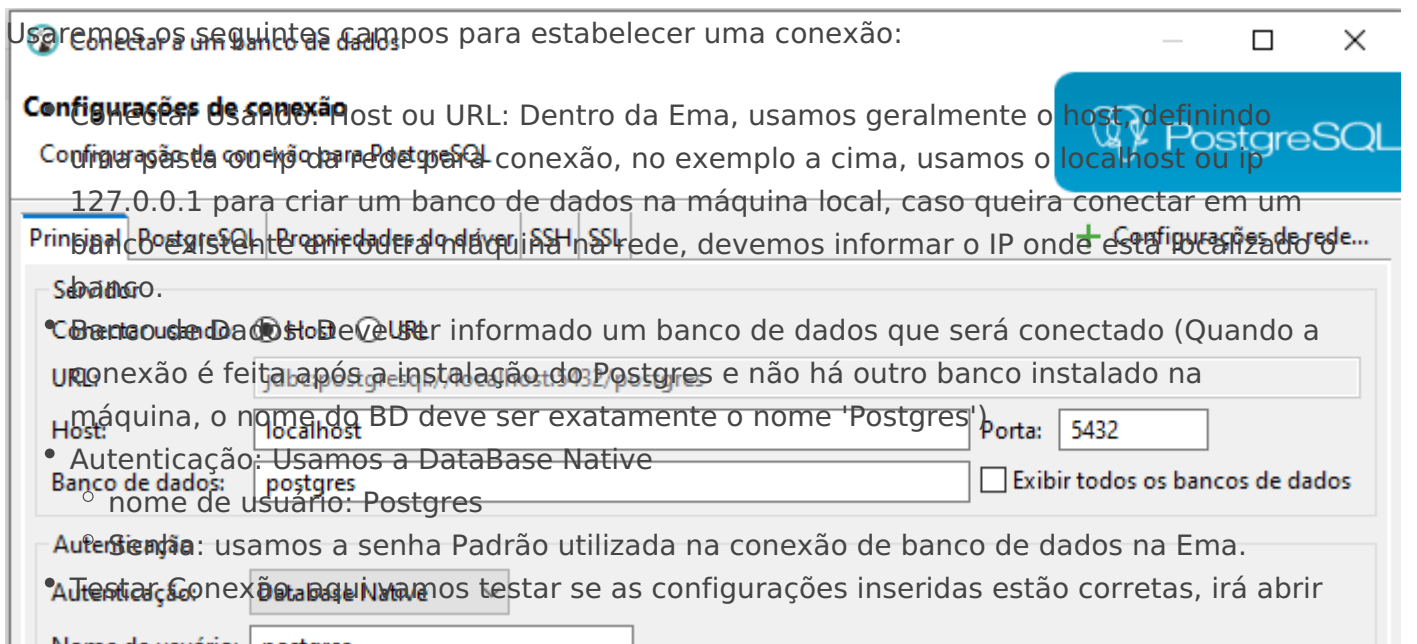 Usaremos os seguintes campos para estabelecer uma conexão:
Conectar a um banco de dados
Configurações de conexão
Conectar Usando: Host ou URL: Dentro da Ema, usamos geralmente o host, definindo
PostgreSQL
Configuração de conexão para PostgreSQL
uma pasta ou ip da rede para conexão, no exemplo a cima, usamos o localhost ou ip
127.0.0.1 para criar um banco de dados na máquina local, caso queira conectar em um
Principal PostgreSQL Propriedades do driver SSH SSL Configurações de rede...
banco existente em outra máquina na rede, devemos informar o IP onde está localizado o
Servidor
banco.
Conectar usando: Host URL
Banco de Dados: Deve ser informado um banco de dados que será conectado (Quando a
URL: jdbc:postgresql://localhost:5432/postgres
conexão é feita após a instalação do Postgres e não há outro banco instalado na
máquina, o nome do BD deve ser exatamente o nome 'Postgres')
Host: localhost Porta: 5432
Autenticação: Usamos a DataBase Native
Banco de dados: postgres Exibir todos os bancos de dados
nome de usuário: Postgres
Autenticação
Senha: usamos a senha Padrão utilizada na conexão de banco de dados na Ema.
Testar Conexão: aqui vamos testar se as configurações inseridas estão corretas, irá abrir
Autenticação: Database Native
Nome de usuário: postgres